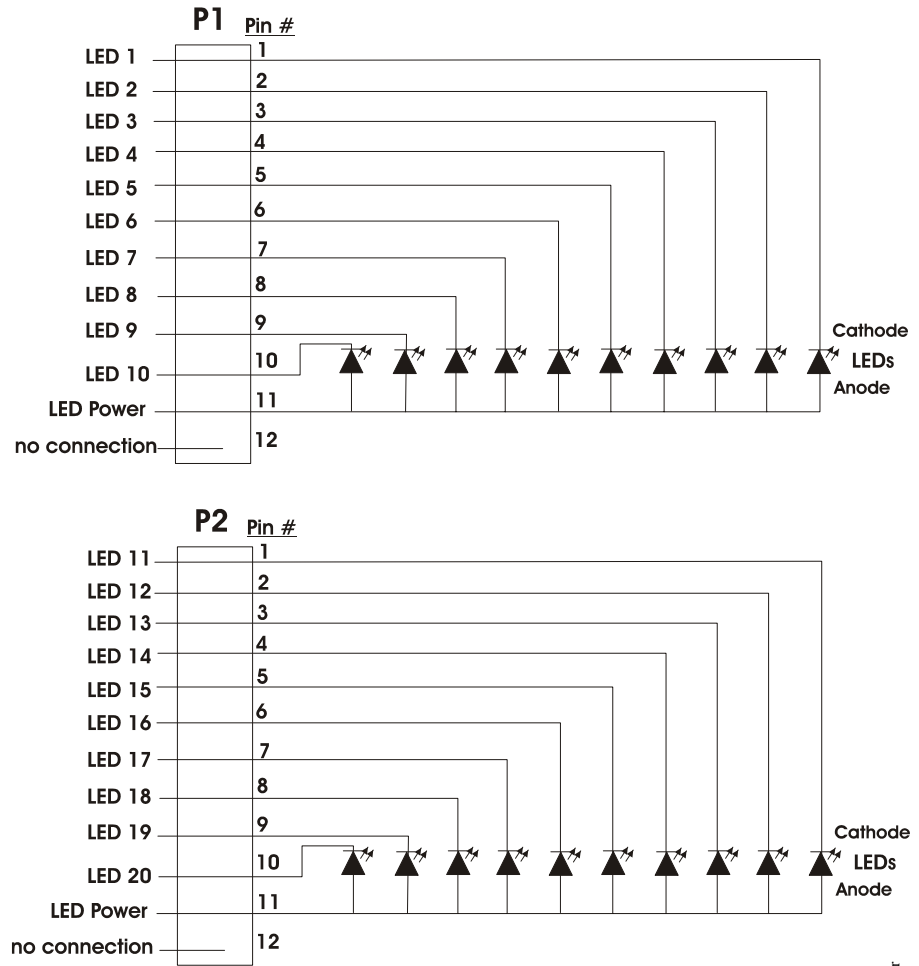 P1 Pin #
LED 1 1
LED 2 2
LED 3 3
LED 4 4
LED 5 5
LED 6 6
LED 7 7
LED 8 8
LED 9 9
Cathode
LED 10 10
LEDs
Anode
LED Power 11
no connection 12
P2 Pin #
LED 11 1
LED 12 2
LED 13 3
LED 14 4
LED 15 5
LED 16 6
LED 17 7
LED 18 8
LED 19 9
Cathode
LED 20 10
LEDs
Anode
LED Power 11
no connection 12